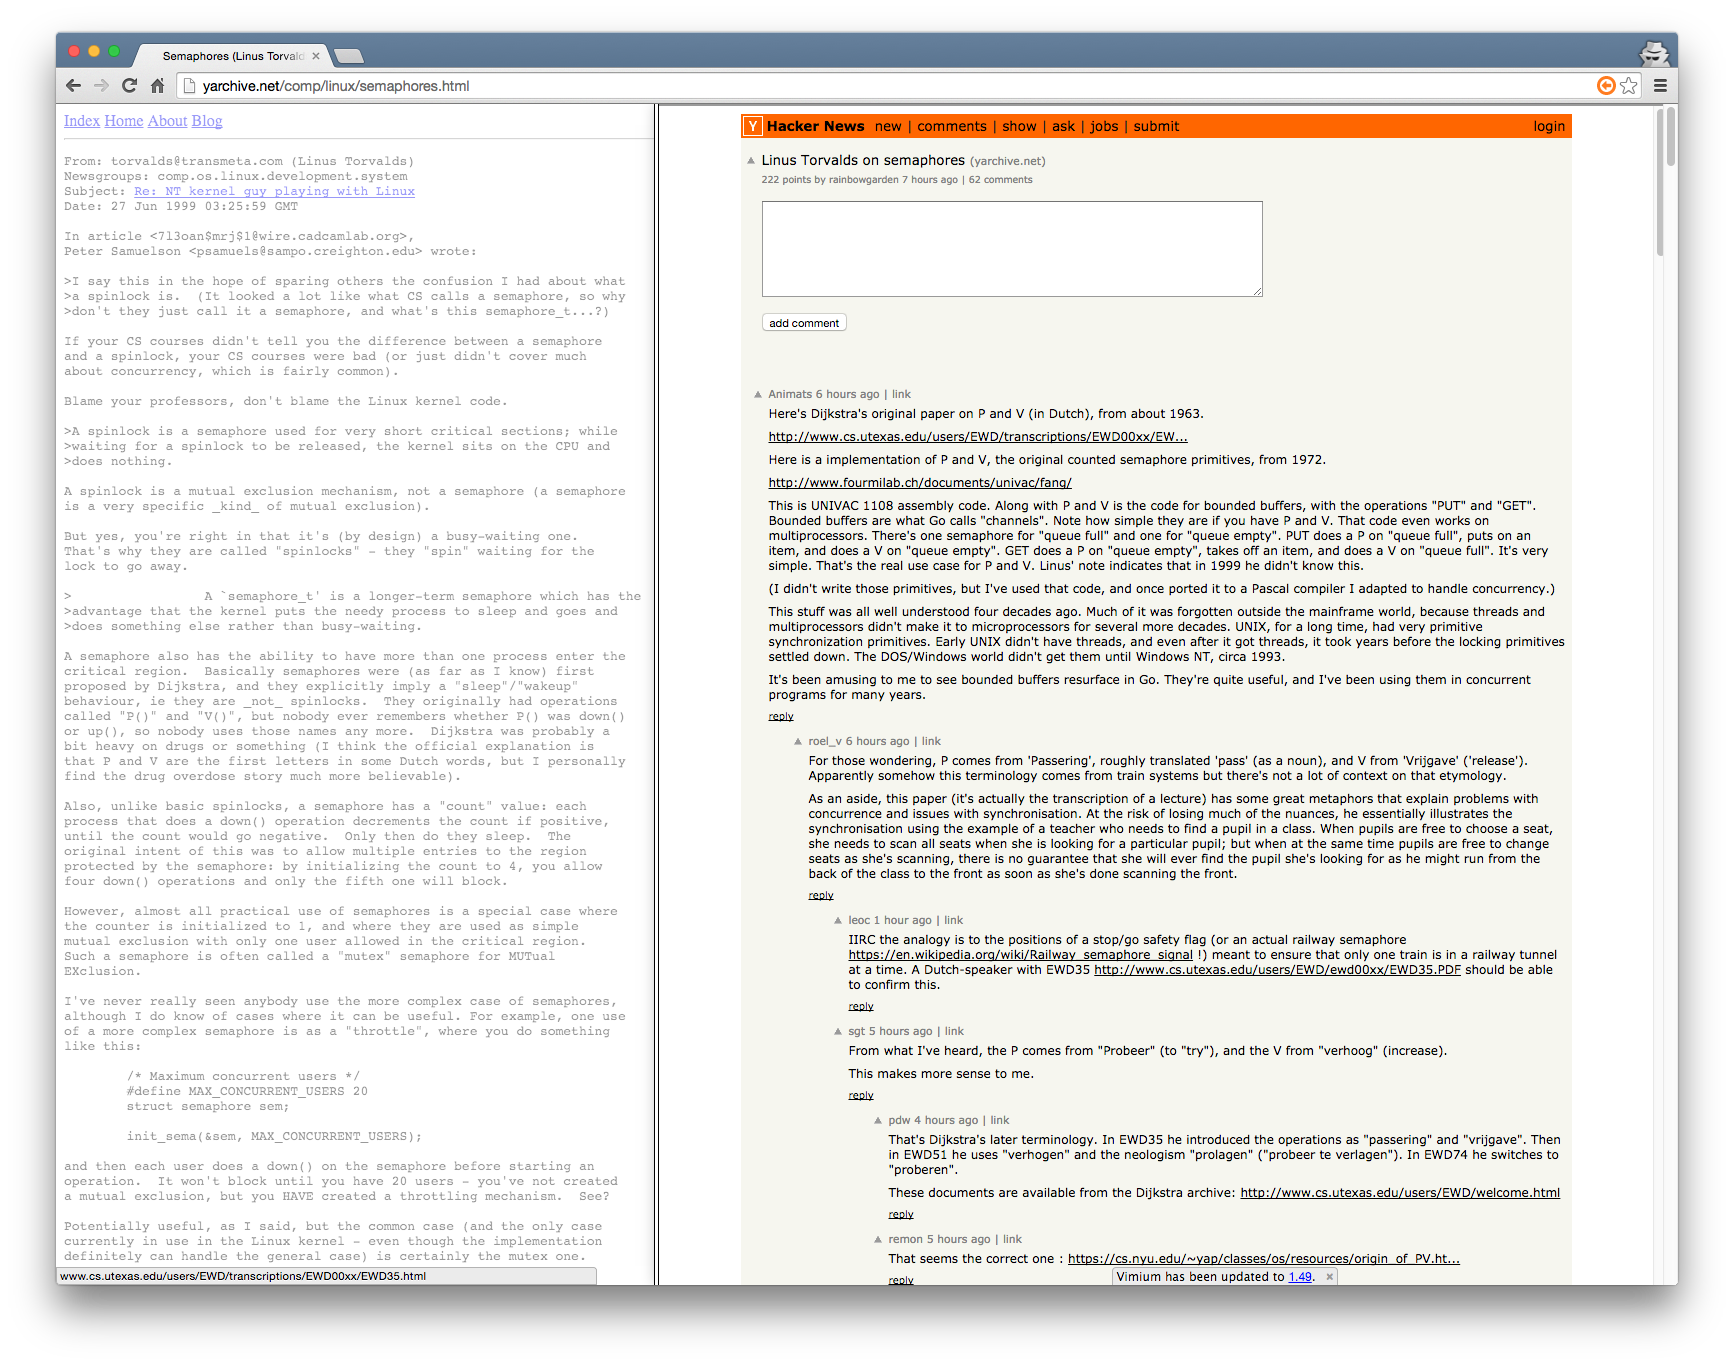 Semaphores (Linus Torvald
yarchive.net/comp/linux/semaphores.html
Index Home About Blog
From: torvalds@transmeta.com (Linus Torvalds)
Newsgroups: comp.os.linux.development.system
Subject: Re: NT kernel guy playing with Linux
Date: 27 Jun 1999 03:25:59 GMT
In article <7l3oan$mrj$1@wire.cadcamlab.org>,
Peter Samuelson <psamuels@sampo.creighton.edu> wrote:
>I say this in the hope of sparing others the confusion I had about what
>a spinlock is.  (It looked a lot like what CS calls a semaphore, so why
>don't they just call it a semaphore, and what's this semaphore_t...?)
If your CS courses didn't tell you the difference between a semaphore
and a spinlock, your CS courses were bad (or just didn't cover much
about concurrency, which is fairly common).
Blame your professors, don't blame the Linux kernel code.
>A spinlock is a semaphore used for very short critical sections; while
>waiting for a spinlock to be released, the kernel sits on the CPU and
>does nothing.
A spinlock is a mutual exclusion mechanism, not a semaphore (a semaphore
is a very specific _kind_ of mutual exclusion).
But yes, you're right in that it's (by design) a busy-waiting one.
That's why they are called "spinlocks" - they "spin" waiting for the
lock to go away.
>                 A `semaphore_t' is a longer-term semaphore which has the
>advantage that the kernel puts the needy process to sleep and goes and
>does something else rather than busy-waiting.
A semaphore also has the ability to have more than one process enter the
critical region.  Basically semaphores were (as far as I know) first
proposed by Dijkstra, and they explicitly imply a "sleep"/"wakeup"
behaviour, ie they are _not_ spinlocks.  They originally had operations
called "P()" and "V()", but nobody ever remembers whether P() was down()
or up(), so nobody uses those names any more.  Dijkstra was probably a
bit heavy on drugs or something (I think the official explanation is
that P and V are the first letters in some Dutch words, but I personally
find the drug overdose story much more believable).
Also, unlike basic spinlocks, a semaphore has a "count" value: each
process that does a down() operation decrements the count if positive,
until the count would go negative.  Only then do they sleep.  The
original intent of this was to allow multiple entries to the region
protected by the semaphore: by initializing the count to 4, you allow
four down() operations and only the fifth one will block.
However, almost all practical use of semaphores is a special case where
the counter is initialized to 1, and where they are used as simple
mutual exclusion with only one user allowed in the critical region.
Such a semaphore is often called a "mutex" semaphore for MUTual
EXclusion.
I've never really seen anybody use the more complex case of semaphores,
although I do know of cases where it can be useful. For example, one use
of a more complex semaphore is as a "throttle", where you do something
like this:
/* Maximum concurrent users */
#define MAX_CONCURRENT_USERS 20
struct semaphore sem;
init_sema(&sem, MAX_CONCURRENT_USERS);
and then each user does a down() on the semaphore before starting an
operation.  It won't block until you have 20 users - you've not created
a mutual exclusion, but you HAVE created a throttling mechanism.  See?
Potentially useful, as I said, but the common case (and the only case
currently in use in the Linux kernel - even though the implementation
definitely can handle the general case) is certainly the mutex one.
www.cs.utexas.edu/users/EWD/transcriptions/EWD00xx/EWD35.html
Y Hacker News new | comments | show | ask | jobs | submit login
Linus Torvalds on semaphores (yarchive.net)
222 points by rainbowgarden 7 hours ago | 62 comments
add comment
Animats 6 hours ago | link
Here's Dijkstra's original paper on P and V (in Dutch), from about 1963.
http://www.cs.utexas.edu/users/EWD/transcriptions/EWD00xx/EW...
Here is a implementation of P and V, the original counted semaphore primitives, from 1972.
http://www.fourmilab.ch/documents/univac/fang/
This is UNIVAC 1108 assembly code. Along with P and V is the code for bounded buffers, with the operations "PUT" and "GET".
Bounded buffers are what Go calls "channels". Note how simple they are if you have P and V. That code even works on
multiprocessors. There's one semaphore for "queue full" and one for "queue empty". PUT does a P on "queue full", puts on an
item, and does a V on "queue empty". GET does a P on "queue empty", takes off an item, and does a V on "queue full". It's very
simple. That's the real use case for P and V. Linus' note indicates that in 1999 he didn't know this.
(I didn't write those primitives, but I've used that code, and once ported it to a Pascal compiler I adapted to handle concurrency.)
This stuff was all well understood four decades ago. Much of it was forgotten outside the mainframe world, because threads and
multiprocessors didn't make it to microprocessors for several more decades. UNIX, for a long time, had very primitive
synchronization primitives. Early UNIX didn't have threads, and even after it got threads, it took years before the locking primitives
settled down. The DOS/Windows world didn't get them until Windows NT, circa 1993.
It's been amusing to me to see bounded buffers resurface in Go. They're quite useful, and I've been using them in concurrent
programs for many years.
reply
roel_v 6 hours ago | link
For those wondering, P comes from 'Passering', roughly translated 'pass' (as a noun), and V from 'Vrijgave' ('release').
Apparently somehow this terminology comes from train systems but there's not a lot of context on that etymology.
As an aside, this paper (it's actually the transcription of a lecture) has some great metaphors that explain problems with
concurrence and issues with synchronisation. At the risk of losing much of the nuances, he essentially illustrates the
synchronisation using the example of a teacher who needs to find a pupil in a class. When pupils are free to choose a seat,
she needs to scan all seats when she is looking for a particular pupil; but when at the same time pupils are free to change
seats as she's scanning, there is no guarantee that she will ever find the pupil she's looking for as he might run from the
back of the class to the front as soon as she's done scanning the front.
reply
leoc 1 hour ago | link
IIRC the analogy is to the positions of a stop/go safety flag (or an actual railway semaphore
https://en.wikipedia.org/wiki/Railway_semaphore_signal !) meant to ensure that only one train is in a railway tunnel
at a time. A Dutch-speaker with EWD35 http://www.cs.utexas.edu/users/EWD/ewd00xx/EWD35.PDF should be able
to confirm this.
reply
sgt 5 hours ago | link
From what I've heard, the P comes from "Probeer" (to "try"), and the V from "verhoog" (increase).
This makes more sense to me.
reply
pdw 4 hours ago | link
That's Dijkstra's later terminology. In EWD35 he introduced the operations as "passering" and "vrijgave". Then
in EWD51 he uses "verhogen" and the neologism "prolagen" ("probeer te verlagen"). In EWD74 he switches to
"proberen".
These documents are available from the Dijkstra archive: http://www.cs.utexas.edu/users/EWD/welcome.html
reply
remon 5 hours ago | link
That seems the correct one : https://cs.nyu.edu/~yap/classes/os/resources/origin_of_PV.ht...
reply
Vimium has been updated to 1.49. ×